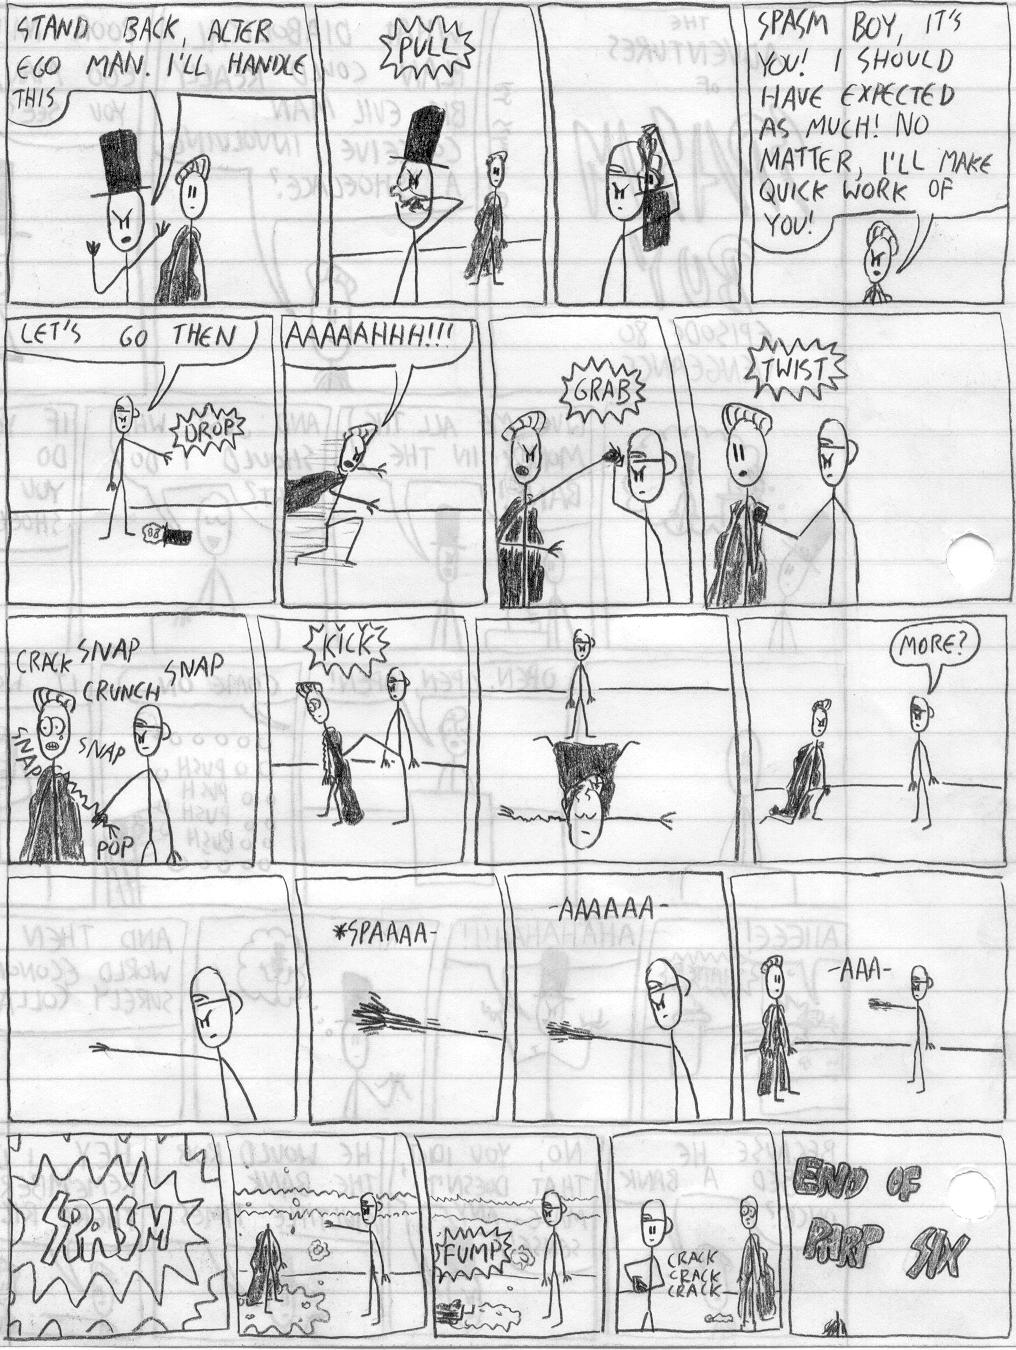 STAND BACK, ALTER
EGO MAN. I'LL HANDLE
THIS
PULL
SPASM BOY, IT'S
YOU! I SHOULD
HAVE EXPECTED
AS MUCH! NO
MATTER, I'LL MAKE
QUICK WORK OF
YOU!
LET'S GO THEN
DROP
AAAAAHHH!!!
GRAB
TWIST
CRACK SNAP
SNAP
CRUNCH
SNAP
SNAP
POP
KICK
MORE?
*SPAAAA-
-AAAAAA-
-AAA-
SPASM
FUMP
CRACK
CRACK
CRACK
END OF
PART SIX